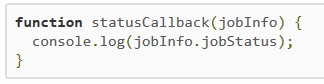 function statusCallback(jobInfo) {
  console.log(jobInfo.jobStatus);
}